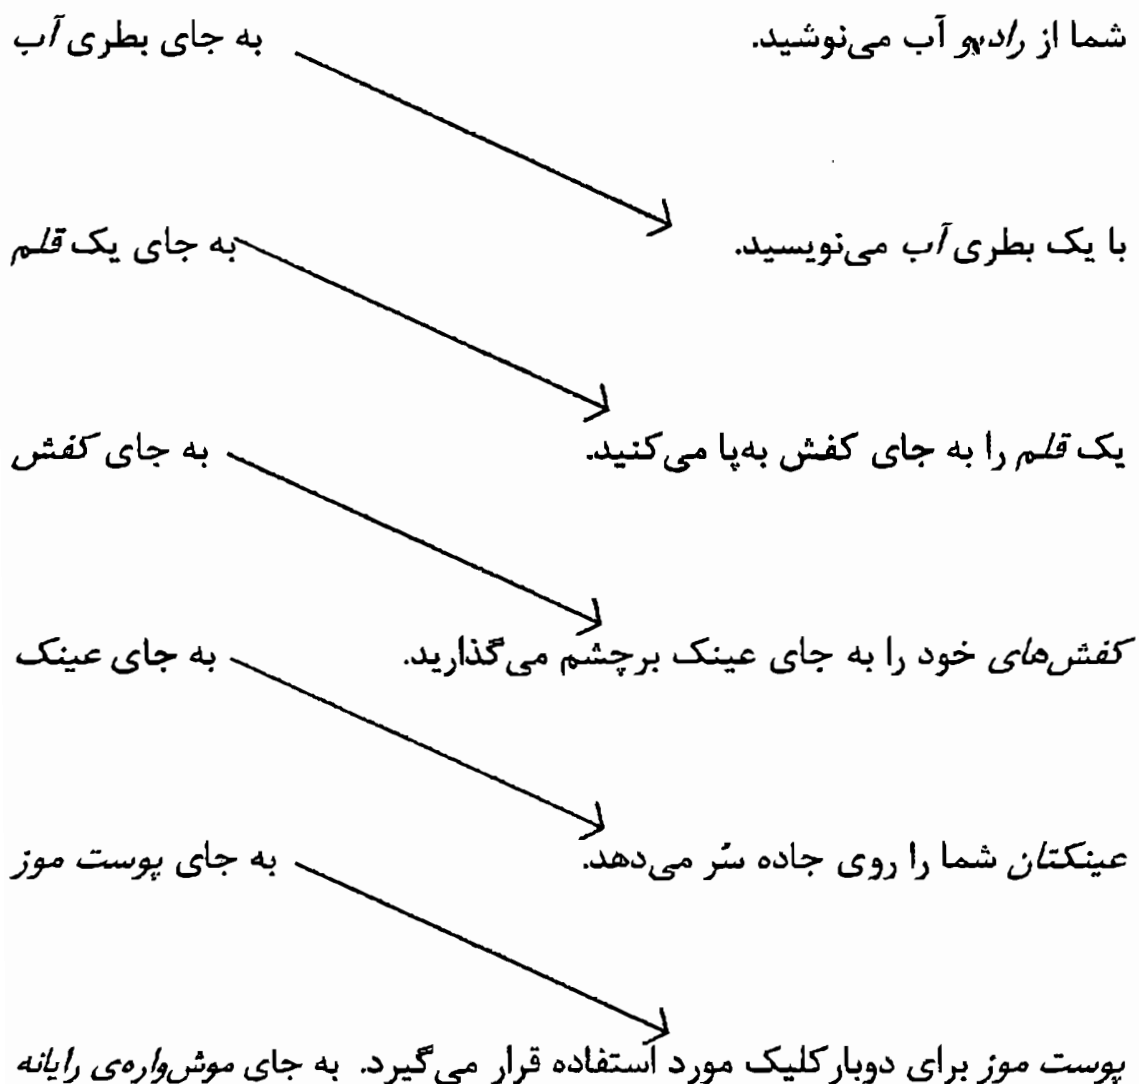 شما از رادیو آب می‌نوشید. به جای بطری آب
با یک بطری آب می‌نویسید. به جای یک قلم
یک قلم را به جای کفش به‌پا می‌کنید. به جای کفش
کفش‌های خود را به جای عینک برچشم می‌گذارید. به جای عینک
عینکتان شما را روی جاده سُر می‌دهد. به جای پوست موز
پوست موز برای دوبار کلیک مورد استفاده قرار می‌گیرد. به جای موش‌واره‌ی رایانه